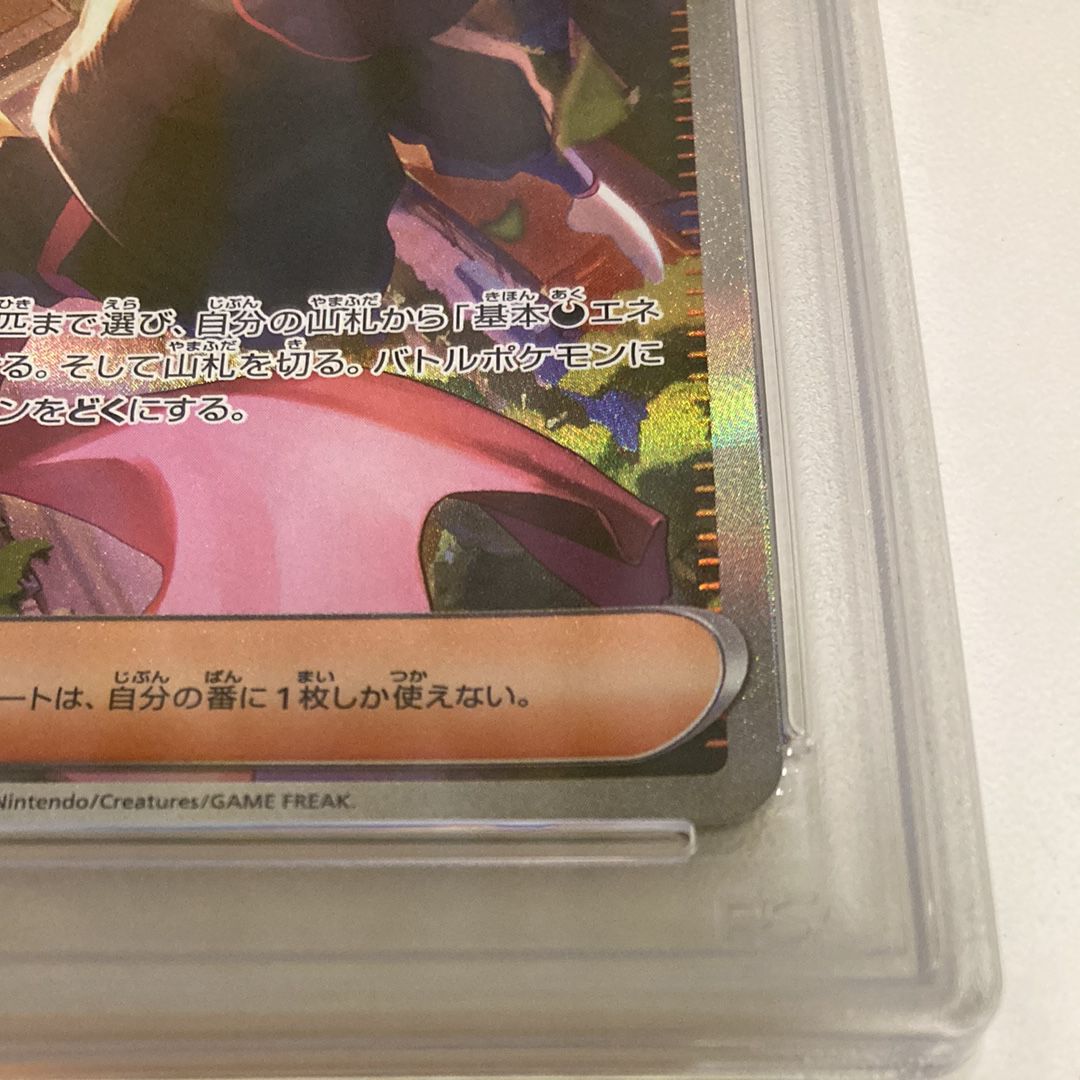 匹まで選び、自分の山札から「基本エネ
る。そして山札を切る。バトルポケモンに
ンをどくにする。
ートは、自分の番に1枚しか使えない。
Nintendo/Creatures/GAME FREAK.